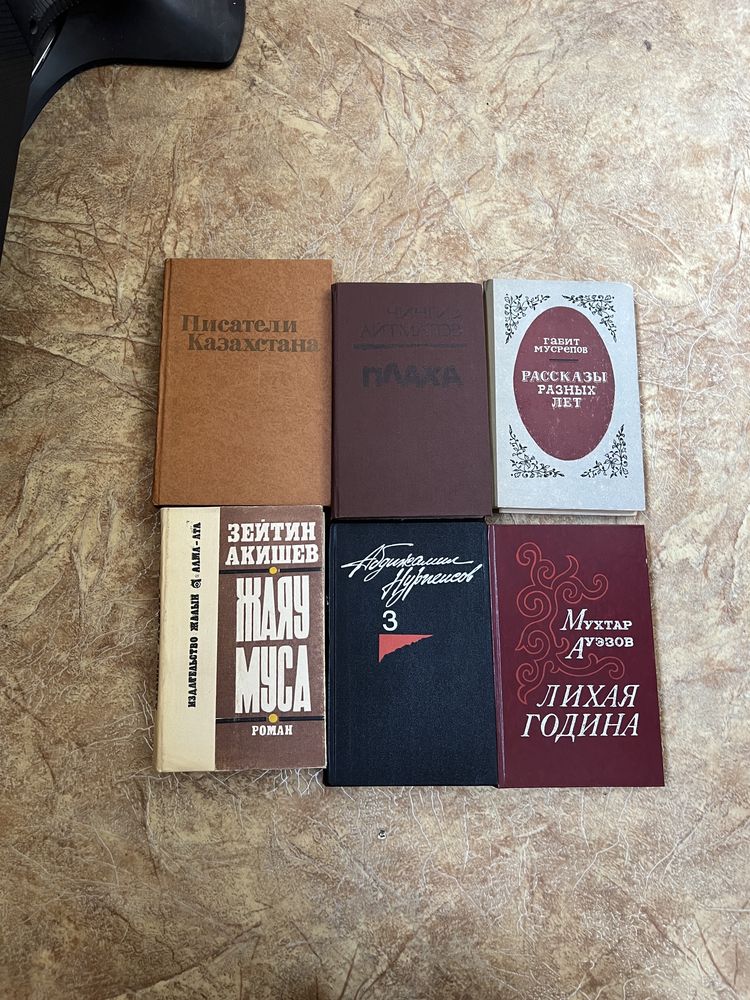 Писатели
Казахстана
ЧИНГИЗ
АЙТМАТОВ
ПЛАХА
ГАБИТ
МУСРЕПОВ
РАССКАЗЫ
РАЗНЫХ
ЛЕТ
ИЗДАТЕЛЬСТВО ЖАЛЫН АЛМА-АТА
ЗЕЙТИН
АКИШЕВ
ЖАЯУ
МУСА
РОМАН
Абдижамил
Нурпеисов
3
МУХТАР
АУЭЗОВ
ЛИХАЯ
ГОДИНА